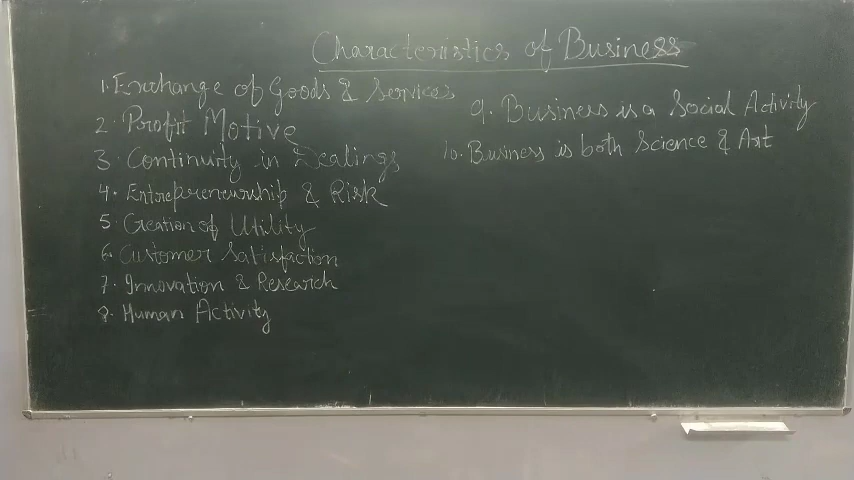 Characteristics of Business
1. Exchange of Goods & Services
2. Profit Motive
3. Continuity in Dealings
4. Entrepreneurship & Risk
5. Creation of Utility
6. Customer Satisfaction
7. Innovation & Research
8. Human Activity
9. Business is a Social Activity
10. Business is both Science & Art